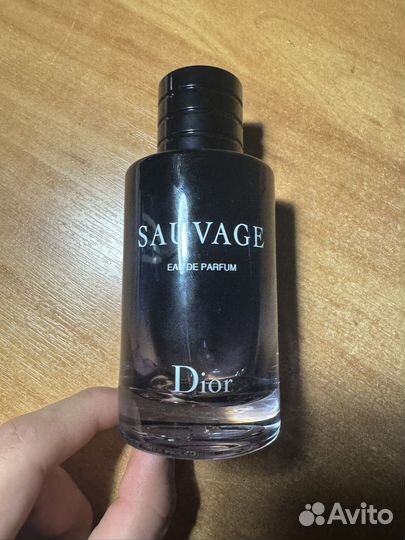 SAUVAGE
EAU DE PARFUM
Dior
Avito